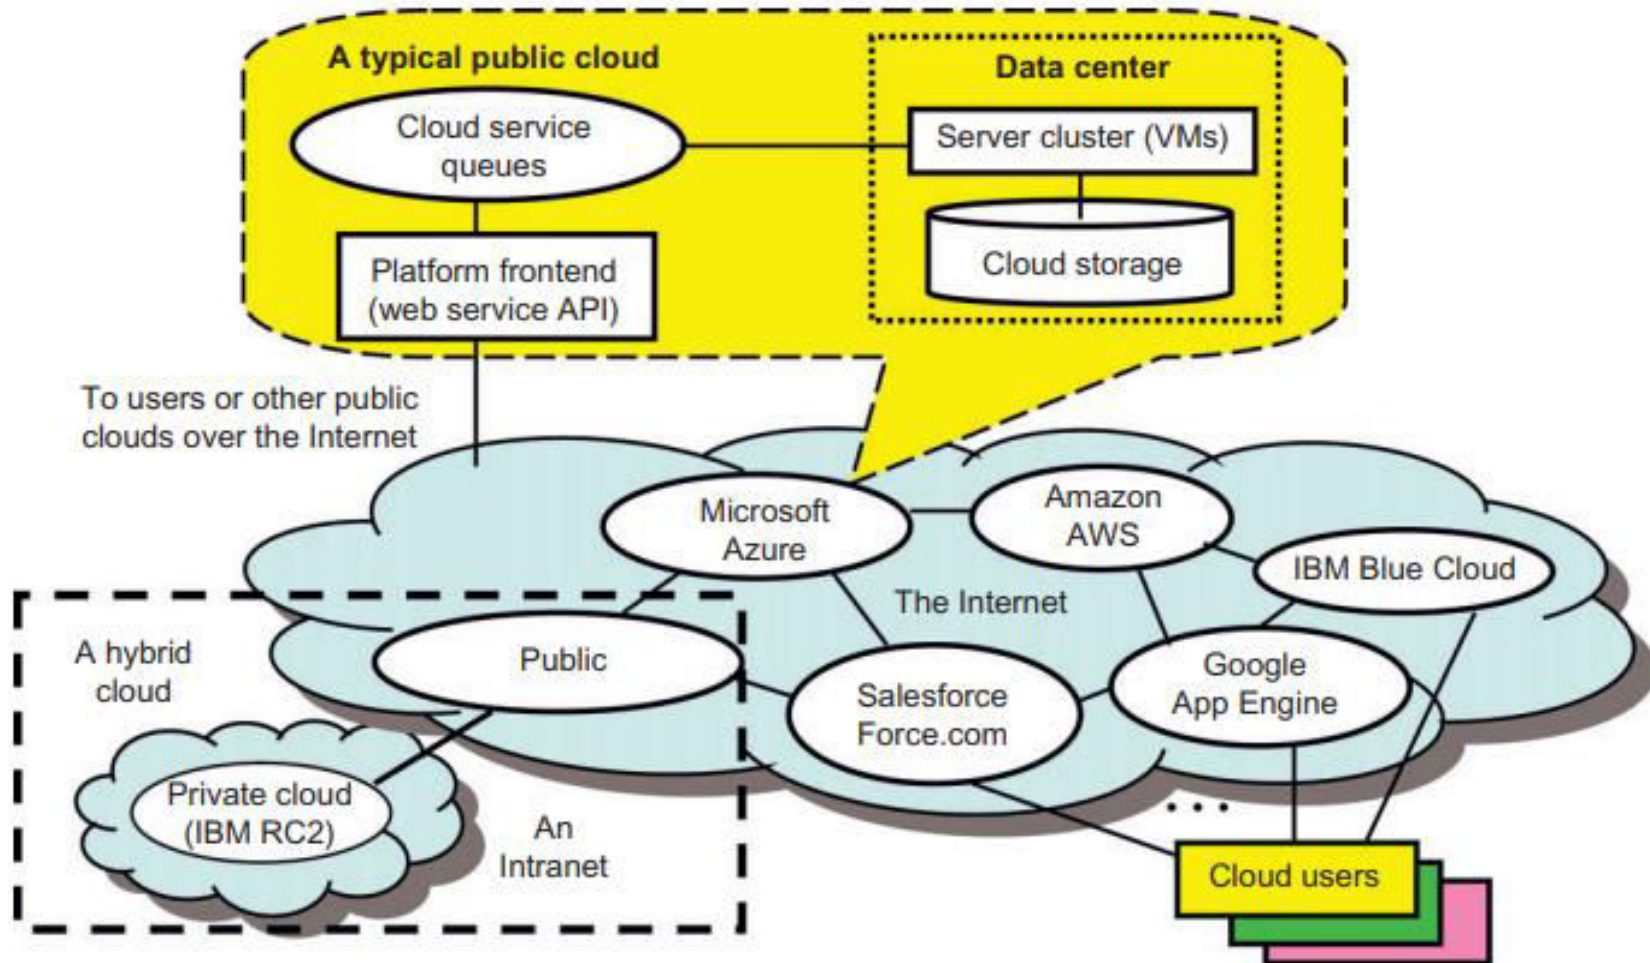 A typical public cloud
Data center
Cloud service
queues
Server cluster (VMs)
Platform frontend
(web service API)
Cloud storage
To users or other public
clouds over the Internet
Microsoft
Azure
Amazon
AWS
IBM Blue Cloud
The Internet
A hybrid
cloud
Public
Salesforce
Force.com
Google
App Engine
Private cloud
(IBM RC2)
An
Intranet
...
Cloud users